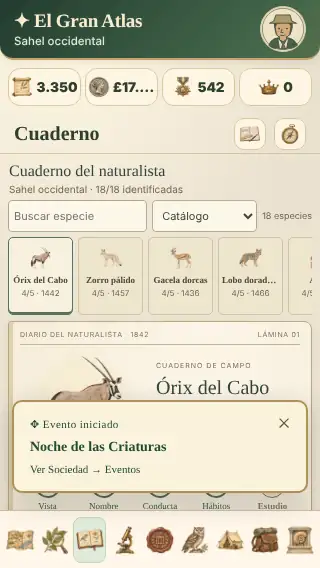 ✦ El Gran Atlas
Sahel occidental
3.350
£17....
542
0
Cuaderno
Cuaderno del naturalista
Sahel occidental · 18/18 identificadas
Buscar especie
Catálogo
18 especies
Órix del Cabo
4/5 · 1442
Zorro pálido
4/5 · 1457
Gacela dorcas
4/5 · 1436
Lobo dorad...
4/5 · 1466
DIARIO DEL NATURALISTA 1842
LÁMINA 01
CUADERNO DE CAMPO
Órix del Cabo
✥ Evento iniciado
Noche de las Criaturas
Ver Sociedad → Eventos
Vista
Nombre
Conducta
Hábitos
Estudio